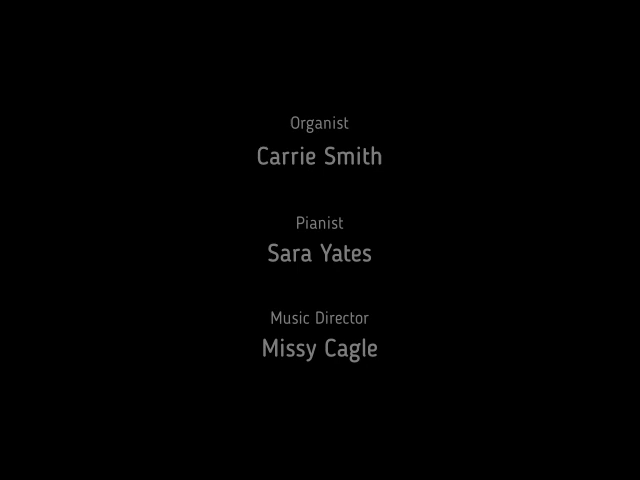 Organist
Carrie Smith
Pianist
Sara Yates
Music Director
Missy Cagle